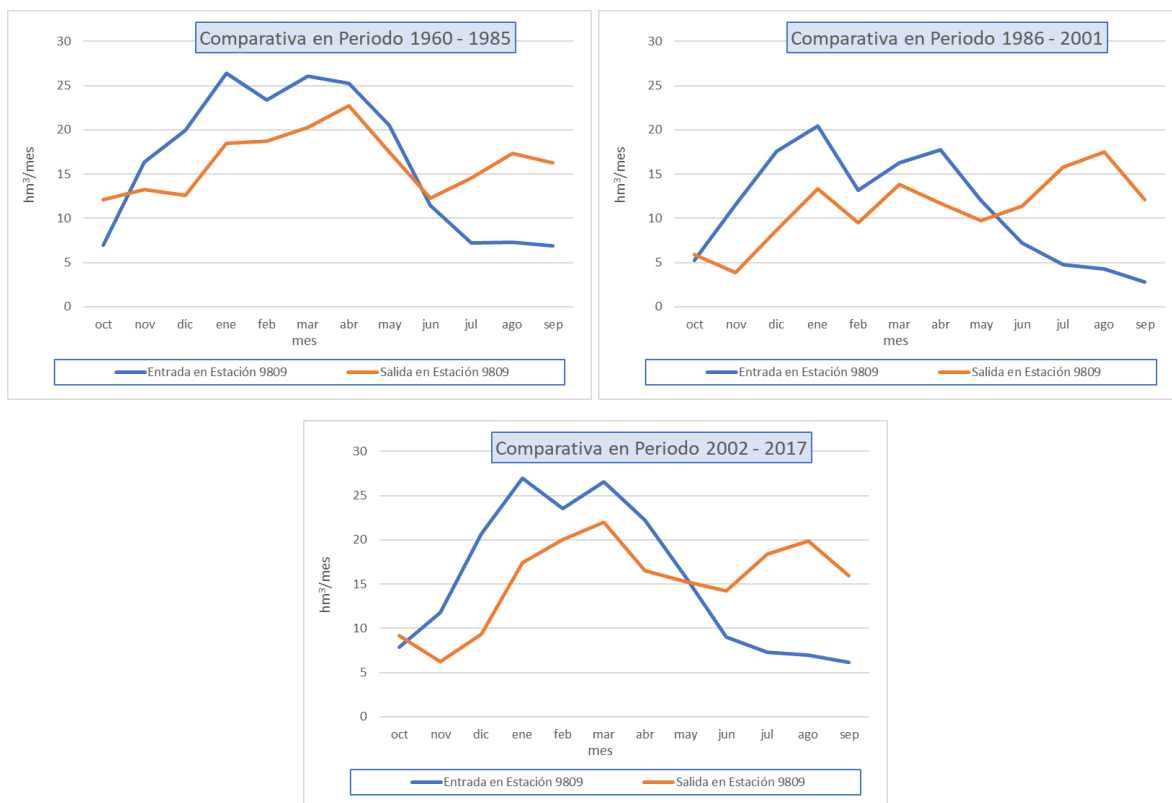 Comparativa en Periodo 1960 - 1985
30
25
20
15
10
5
0
hm³/mes
oct nov dic ene feb mar abr may jun jul ago sep
mes
Entrada en Estación 9809 Salida en Estación 9809
Comparativa en Periodo 1986 - 2001
30
25
20
15
10
5
0
hm³/mes
oct nov dic ene feb mar abr may jun jul ago sep
mes
Entrada en Estación 9809 Salida en Estación 9809
Comparativa en Periodo 2002 - 2017
30
25
20
15
10
5
0
hm³/mes
oct nov dic ene feb mar abr may jun jul ago sep
mes
Entrada en Estación 9809 Salida en Estación 9809